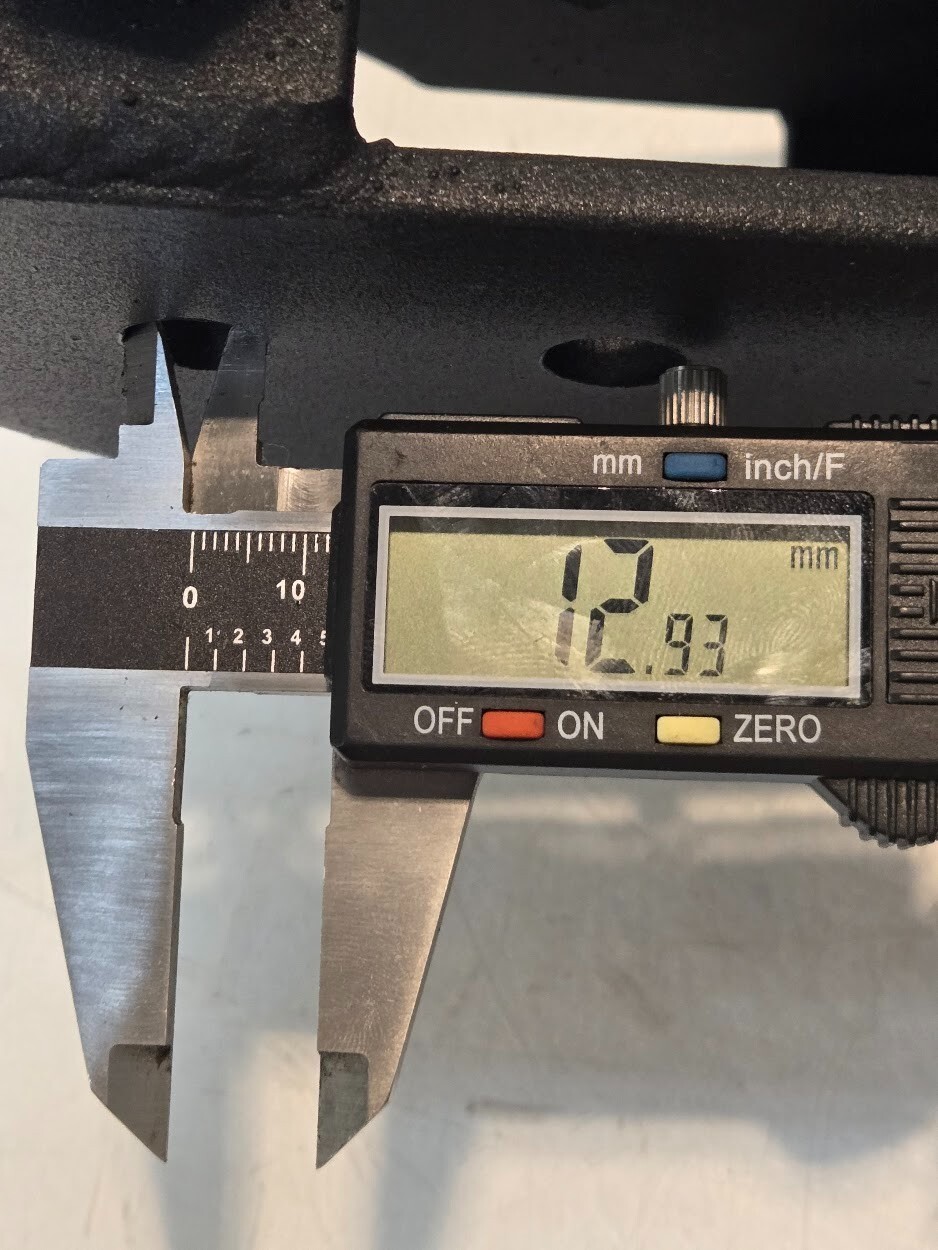 mm inch/F
mm
12.93
OFF ON ZERO
0 10
1 2 3 4 5